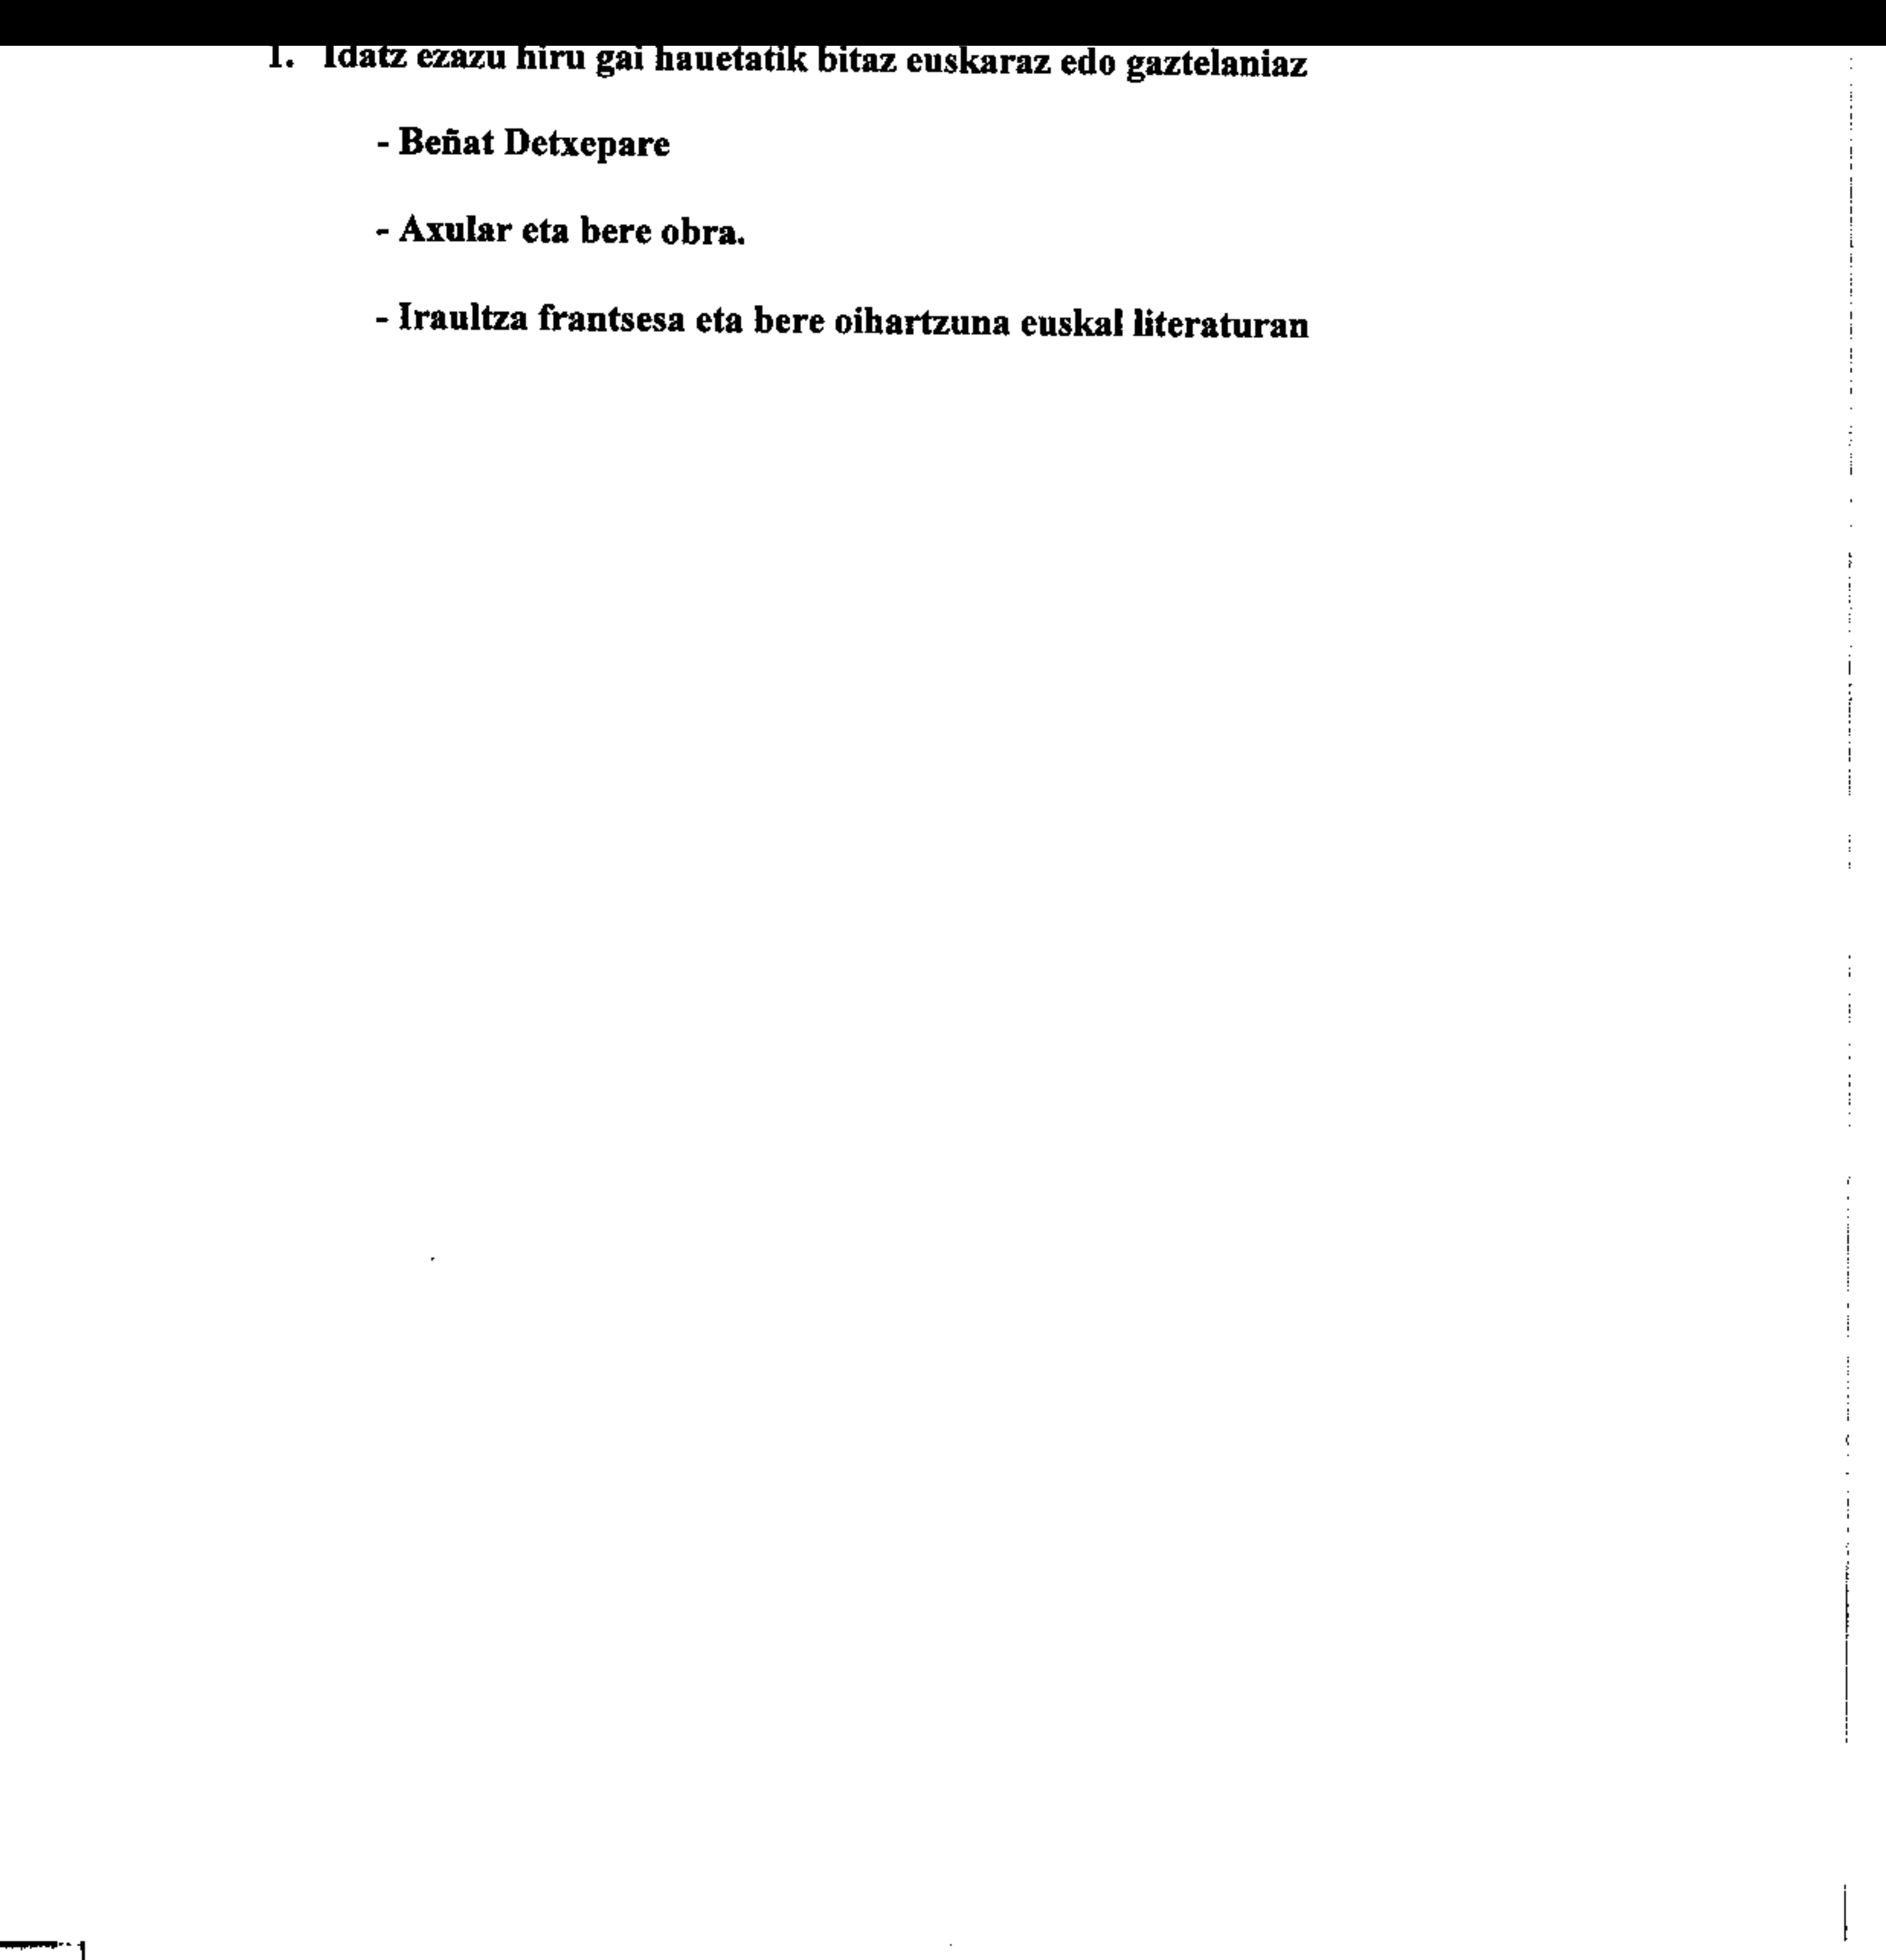 1. Idatz ezazu hiru gai hauetatik bitaz euskaraz edo gaztelaniaz
- Beñat Detxepare
- Axular eta bere obra.
- Iraultza frantsesa eta bere oihartzuna euskal literaturan